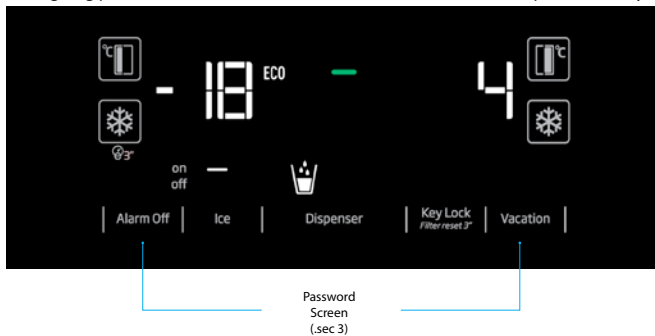 °C
°C
- 18 ECO
4
3"
on
off
Alarm Off Ice Dispenser Key Lock Vacation
Filter reset 3"
Password
Screen
(.sec 3)